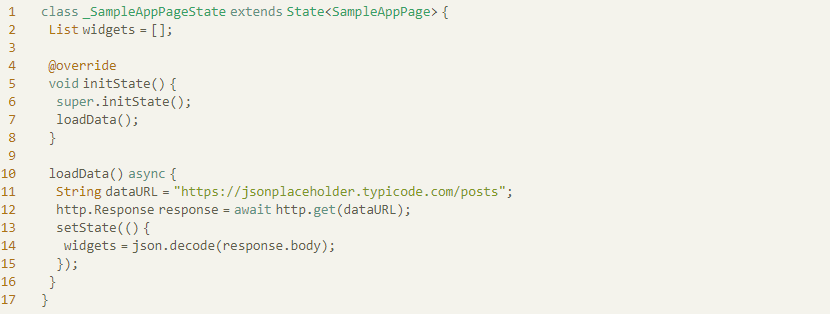 1 class _SampleAppPageState extends State<SampleAppPage> {
2 List widgets = [];
3
4 @override
5 void initState() {
6 super.initState();
7 loadData();
8 }
9
10 loadData() async {
11 String dataURL = "https://jsonplaceholder.typicode.com/posts";
12 http.Response response = await http.get(dataURL);
13 setState(() {
14 widgets = json.decode(response.body);
15 });
16 }
17 }